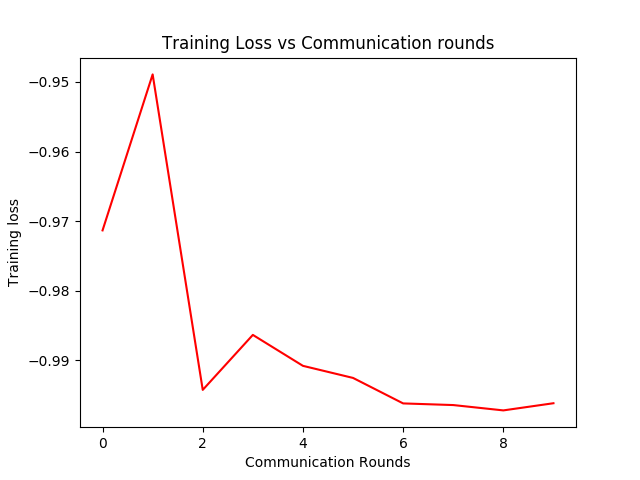 Training Loss vs Communication rounds
−0.95
−0.96
−0.97
−0.98
−0.99
Training loss
0 2 4 6 8
Communication Rounds